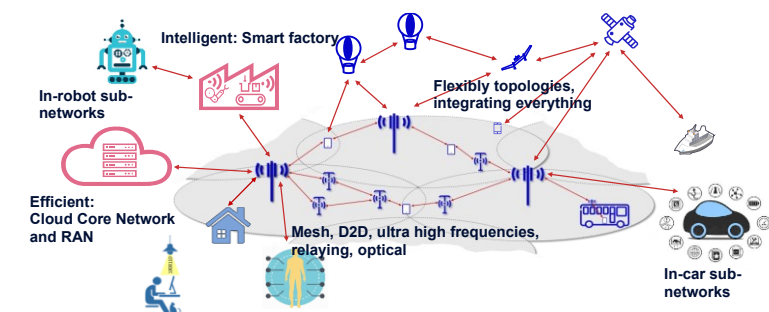 Intelligent: Smart factory
In-robot sub-
networks
Flexibly topologies,
integrating everything
Efficient:
Cloud Core Network
and RAN
Mesh, D2D, ultra high frequencies,
relaying, optical
In-car sub-
networks